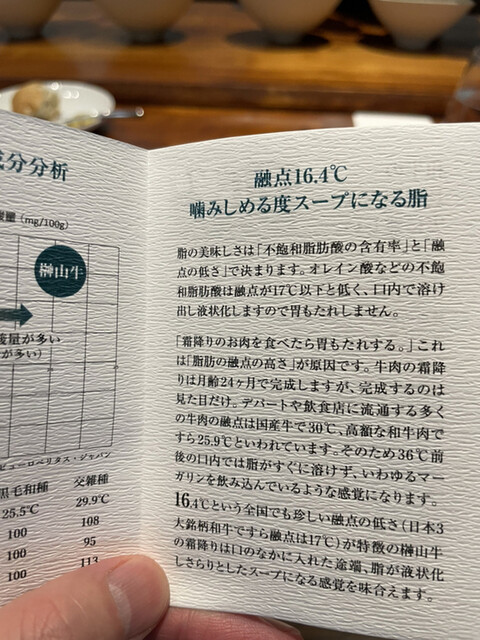 成分分析
量（mg/100g）
榊山牛
量が多い
が多い）
ビューローベリタス・ジャパン
黒毛和種 交雑種
25.5℃ 29.9℃
100 108
100 95
100 113
融点16.4℃
噛みしめる度スープになる脂
脂の美味しさは「不飽和脂肪酸の含有率」と「融
点の低さ」で決まります。オレイン酸などの不飽
和脂肪酸は融点が17℃以下と低く、口内で溶け
出し液状化しますので胃もたれしません。
「霜降りのお肉を食べたら胃もたれする。」これ
は「脂肪の融点の高さ」が原因です。牛肉の霜降
りは月齢24ヶ月で完成しますが、完成するのは
見た目だけ。デパートや飲食店に流通する多く
の牛肉の融点は国産牛で30℃、高額な和牛肉で
すら25.9℃といわれています。そのため36℃前
後の口内では脂がすぐに溶けず、いわゆるマー
ガリンを飲み込んでいるような感覚になります。
16.4℃という全国でも珍しい融点の低さ（日本3
大銘柄和牛ですら融点は17℃）が特徴の榊山牛
の霜降りは口のなかに入れた途端、脂が液状化
しさらりとしたスープになる感覚を味合えます。